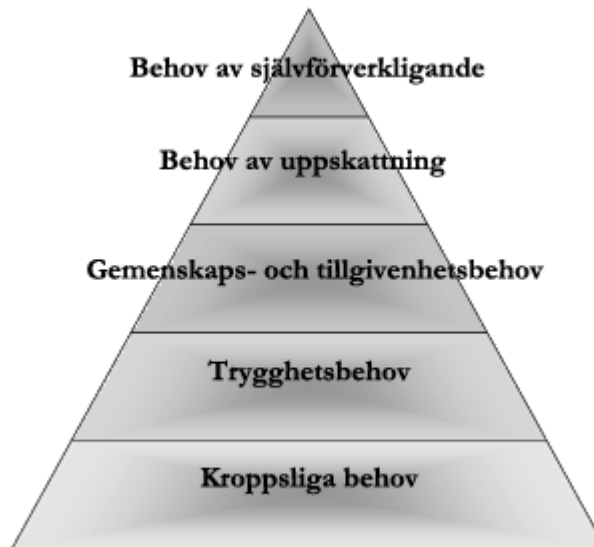 Behov av självförverkligande
Behov av uppskattning
Gemenskaps- och tillgivenhetsbehov
Trygghetsbehov
Kroppsliga behov